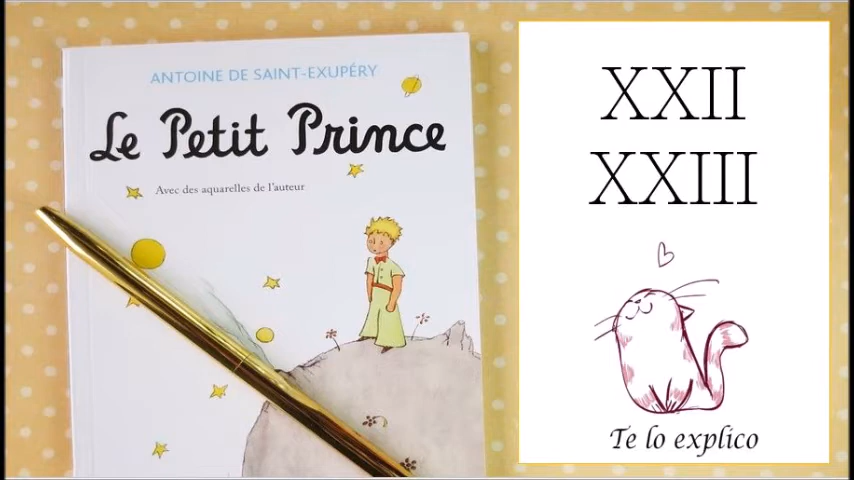 ANTOINE DE SAINT-EXUPÉRY
Le Petit Prince
Avec des aquarelles de l'auteur
XXII
XXIII
Te lo explico